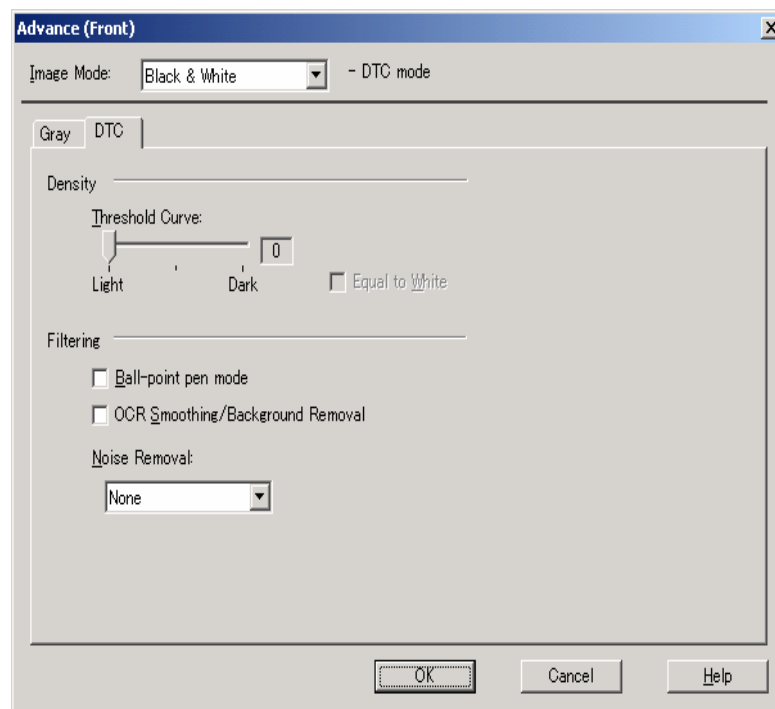 Advance (Front)
Image Mode: Black & White - DTC mode
Gray DTC
Density
Threshold Curve:
0
Light Dark Equal to White
Filtering
Ball-point pen mode
OCR Smoothing/Background Removal
Noise Removal:
None
OK Cancel Help